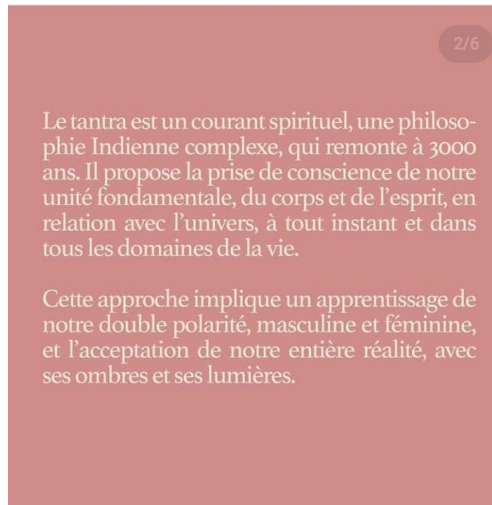 2/6
Le tantra est un courant spirituel, une philoso-
phie Indienne complexe, qui remonte à 3000
ans. Il propose la prise de conscience de notre
unité fondamentale, du corps et de l'esprit, en
relation avec l'univers, à tout instant et dans
tous les domaines de la vie.
Cette approche implique un apprentissage de
notre double polarité, masculine et féminine,
et l'acceptation de notre entière réalité, avec
ses ombres et ses lumières.